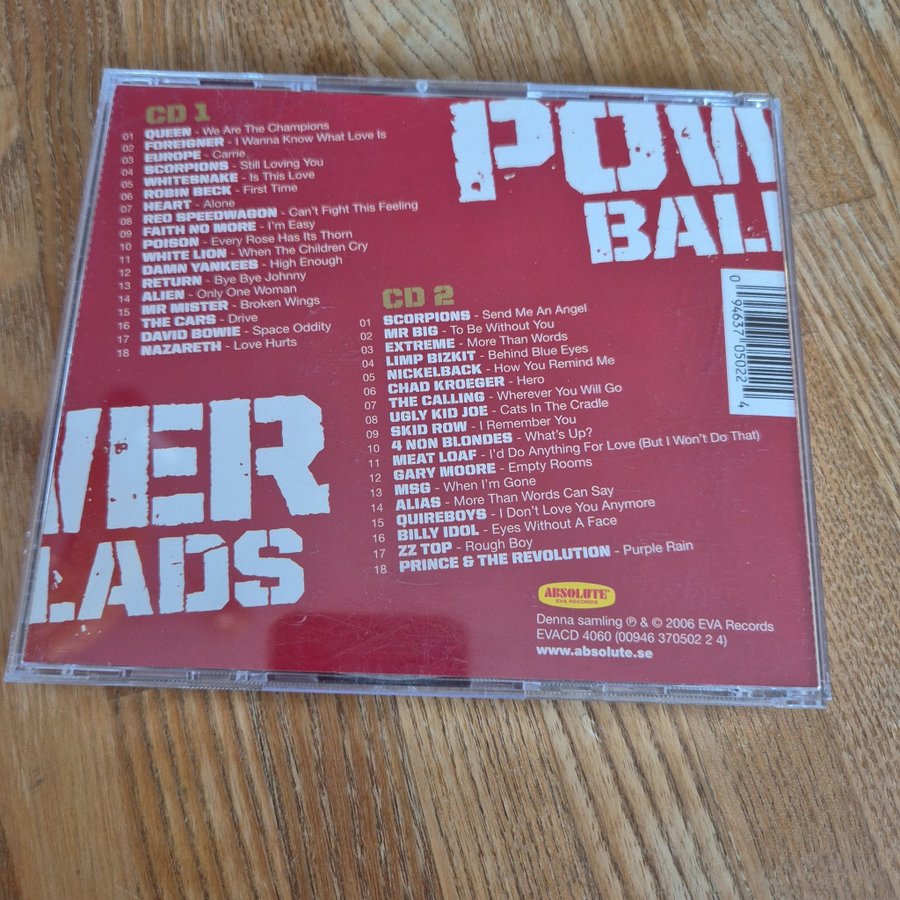 CD 1
01 QUEEN - We Are The Champions
02 FOREIGNER - I Wanna Know What Love Is
03 EUROPE - Carrie
04 SCORPIONS - Still Loving You
05 WHITESNAKE - Is This Love
06 ROBIN BECK - First Time
07 HEART - Alone
08 REO SPEEDWAGON - Can't Fight This Feeling
09 FAITH NO MORE - I'm Easy
10 POISON - Every Rose Has Its Thorn
11 WHITE LION - When The Children Cry
12 DAMN YANKEES - High Enough
13 RETURN - Bye Bye Johnny
14 ALIEN - Only One Woman
15 MR MISTER - Broken Wings
16 THE CARS - Drive
17 DAVID BOWIE - Space Oddity
18 NAZARETH - Love Hurts
POW
BALL
0 94637 05022 4
CD 2
01 SCORPIONS - Send Me An Angel
02 MR BIG - To Be Without You
03 EXTREME - More Than Words
04 LIMP BIZKIT - Behind Blue Eyes
05 NICKELBACK - How You Remind Me
06 CHAD KROEGER - Hero
07 THE CALLING - Wherever You Will Go
08 UGLY KID JOE - Cats In The Cradle
09 SKID ROW - I Remember You
10 4 NON BLONDES - What's Up?
11 MEAT LOAF - I'd Do Anything For Love (But I Won't Do That)
12 GARY MOORE - Empty Rooms
13 MSG - When I'm Gone
14 ALIAS - More Than Words Can Say
15 QUIREBOYS - I Don't Love You Anymore
16 BILLY IDOL - Eyes Without A Face
17 ZZ TOP - Rough Boy
18 PRINCE & THE REVOLUTION - Purple Rain
WER
LADS
ABSOLUTE
EVA RECORDS
Denna samling ℗ & © 2006 EVA Records
EVACD 4060 (00946 370502 2 4)
www.absolute.se